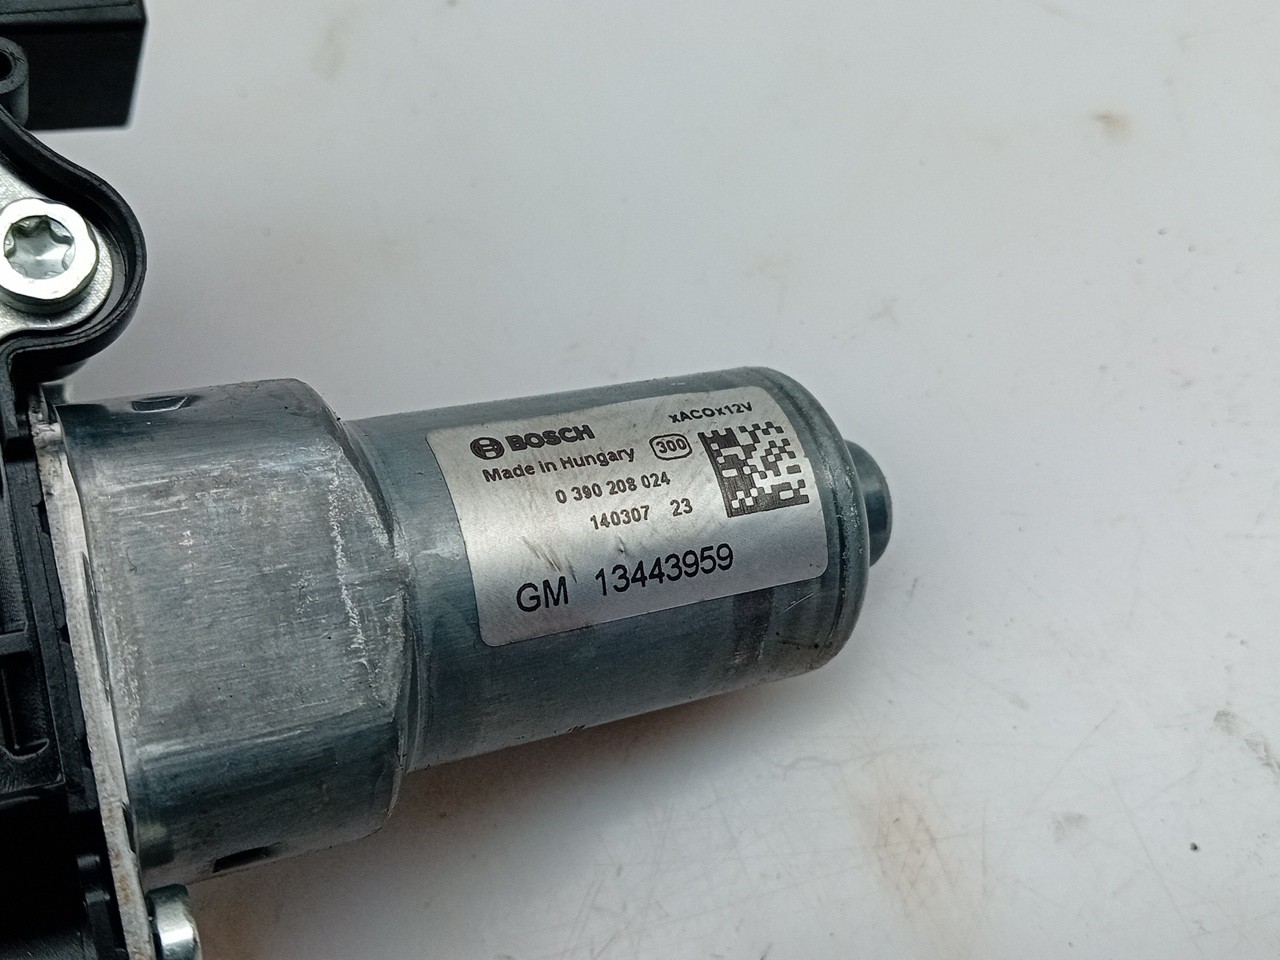 xACOx12V
BOSCH
Made in Hungary 300
0 390 208 024
140307 23
GM 13443959